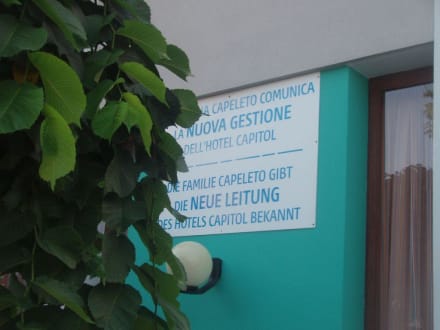 CAPELETO COMUNICA
LA NUOVA GESTIONE
DELL'HOTEL CAPITOL
DIE FAMILIE CAPELETO GIBT
DIE NEUE LEITUNG
DES HOTELS CAPITOL BEKANNT